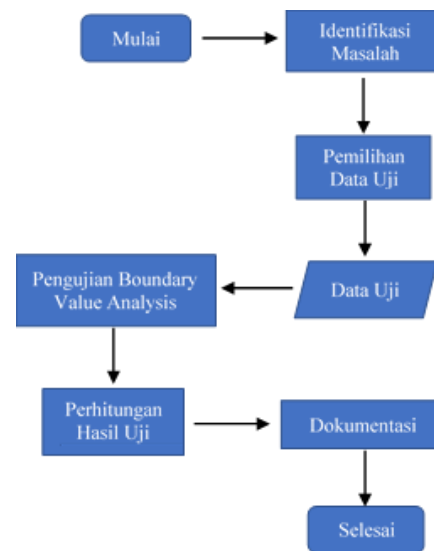 Mulai
Identifikasi
Masalah
Pemilihan
Data Uji
Data Uji
Pengujian Boundary
Value Analysis
Perhitungan
Hasil Uji
Dokumentasi
Selesai